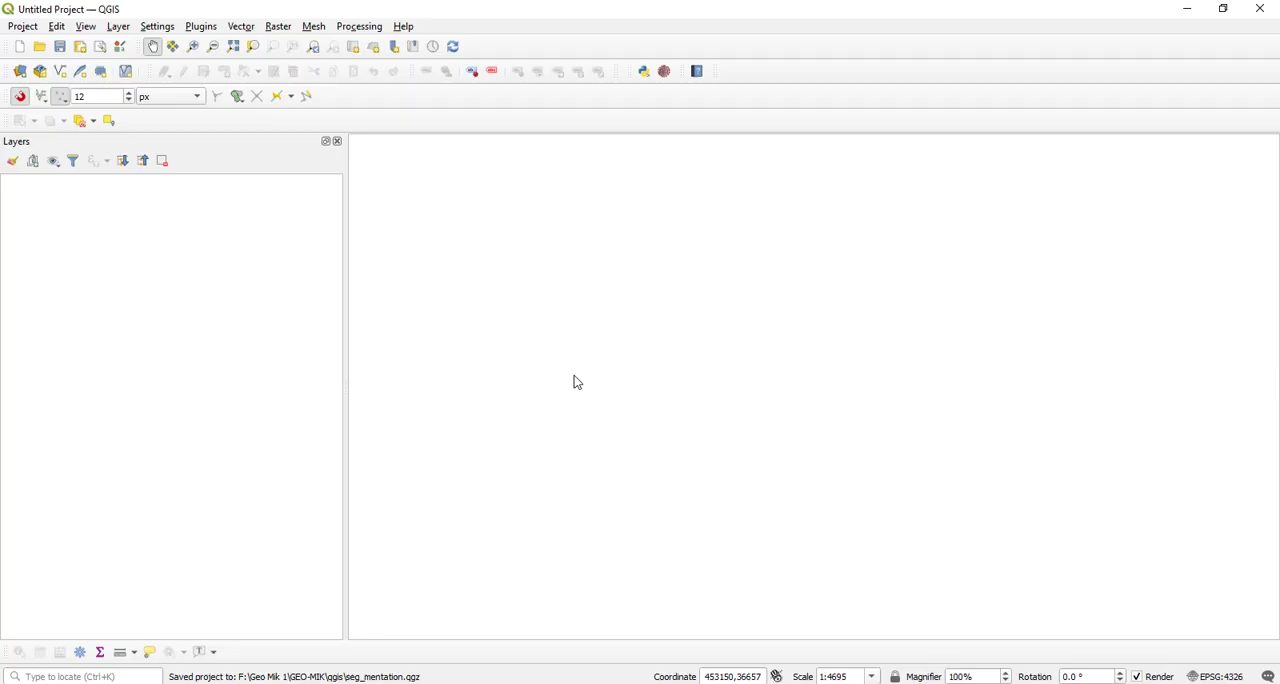 Untitled Project — QGIS
Project Edit View Layer Settings Plugins Vector Raster Mesh Processing Help
12 px
Layers
Type to locate (Ctrl+K) Saved project to: F:\Geo Mik 1\GEO-MIK\qgis\seg_mentation.qgz Coordinate 453150,36657 Scale 1:4695 Magnifier 100% Rotation 0.0 ° Render EPSG:4326